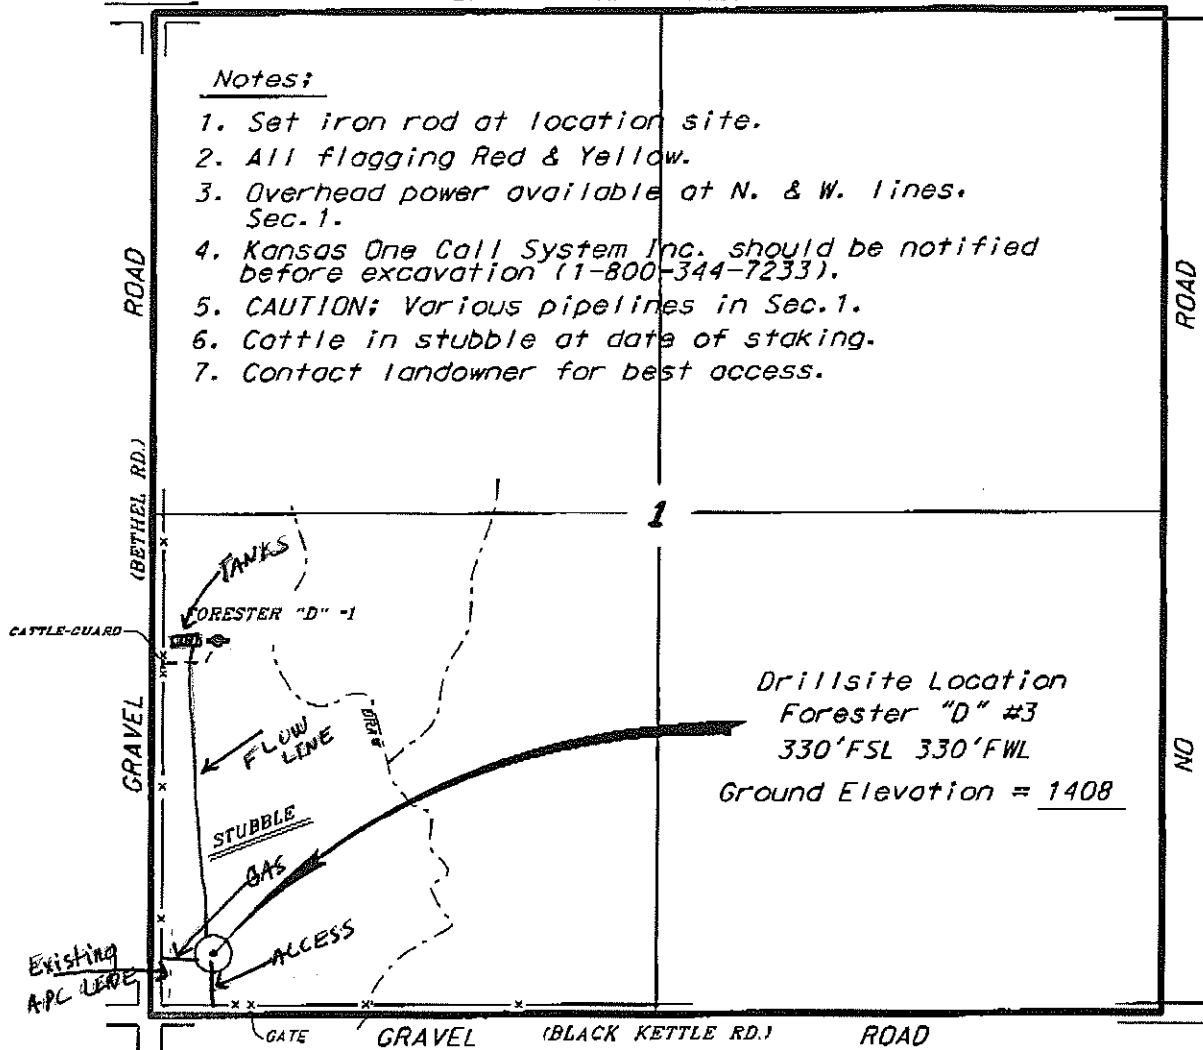 Notes;
1. Set iron rod at location site.
2. All flagging Red & Yellow.
3. Overhead power available at N. & W. lines.
Sec. 1.
4. Kansas One Call System Inc. should be notified
before excavation (1-800-344-7233).
5. CAUTION; Various pipelines in Sec. 1.
6. Cattle in stubble at date of staking.
7. Contact landowner for best access.
ROAD
(BETHEL RD.)
GRAVEL
ROAD
NO
1
TANKS
FORESTER "D" -1
CATTLE-GUARD
FLOW
LINE
STUBBLE
GAS
ACCESS
Existing
APC LINE
Drillsite Location
Forester "D" #3
330'FSL 330'FWL
Ground Elevation = 1408
GATE
GRAVEL (BLACK KETTLE RD.) ROAD